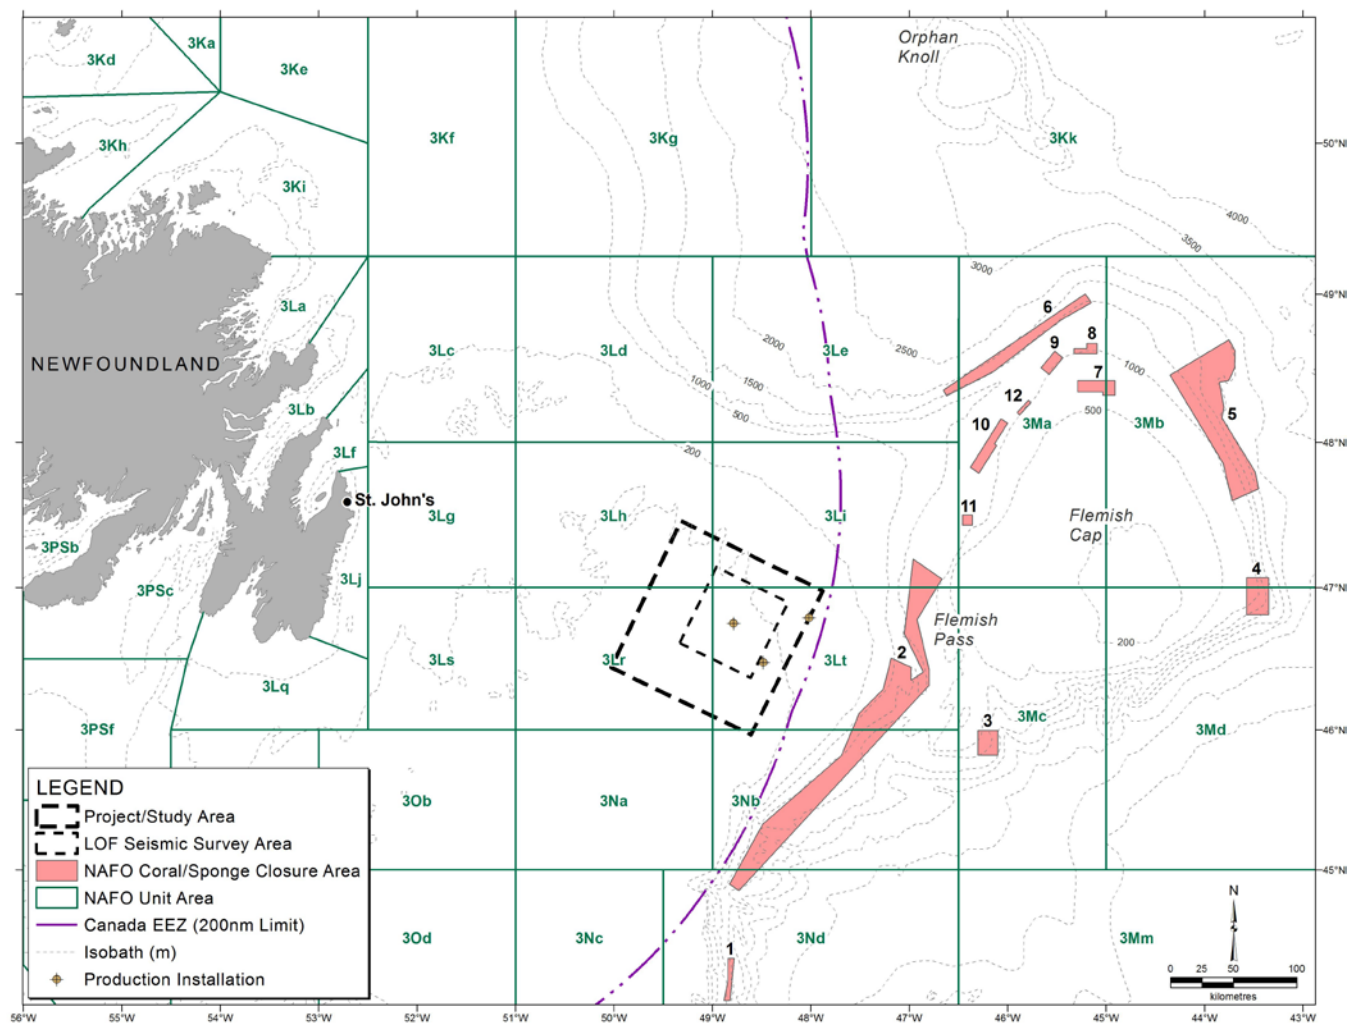 Orphan
Knoll
3Ka
3Kd
3Ke
3Kf
3Kg
3Kk
50°N
3Kh
3Ki
4000
3500
3000
49°N
3La
6
8
9
NEWFOUNDLAND
3Lc
3Ld
3Le
2000
2500
1500
1000
500
1000
7
500
12
5
3Lb
10
3Ma
3Mb
48°N
3Lf
200
St. John's
3Lg
3Lh
3Li
11
Flemish
Cap
3PSb
3PSc
3Lj
47°N
4
Flemish
Pass
200
3Ls
3Lr
3Lt
2
3Lq
3Mc
3
3Md
3PSf
46°N
LEGEND
Project/Study Area
LOF Seismic Survey Area
NAFO Coral/Sponge Closure Area
NAFO Unit Area
Canada EEZ (200nm Limit)
Isobath (m)
Production Installation
3Ob
3Na
3Nb
45°N
3Od
3Nc
3Nd
3Mm
1
N
0 25 50 100
kilometres
56°W 55°W 54°W 53°W 52°W 51°W 50°W 49°W 48°W 47°W 46°W 45°W 44°W 43°W